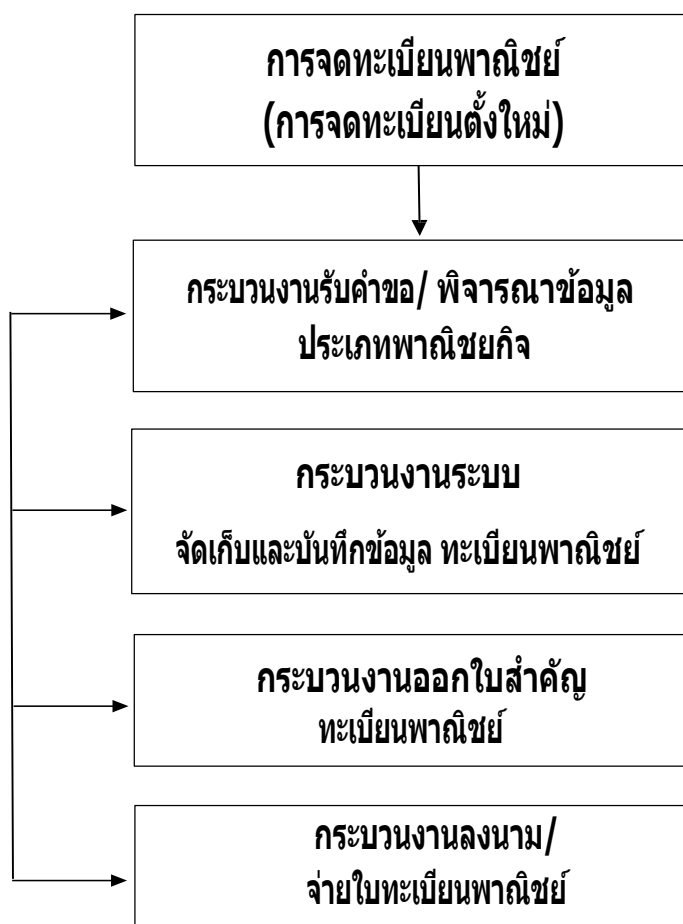 การจดทะเบียนพาณิชย์
(การจดทะเบียนตั้งใหม่)
กระบวนงานรับคำขอ/ พิจารณาข้อมูล
ประเภทพาณิชยกิจ
กระบวนงานระบบ
จัดเก็บและบันทึกข้อมูล ทะเบียนพาณิชย์
กระบวนงานออกใบสำคัญ
ทะเบียนพาณิชย์
กระบวนงานลงนาม/
จ่ายใบทะเบียนพาณิชย์